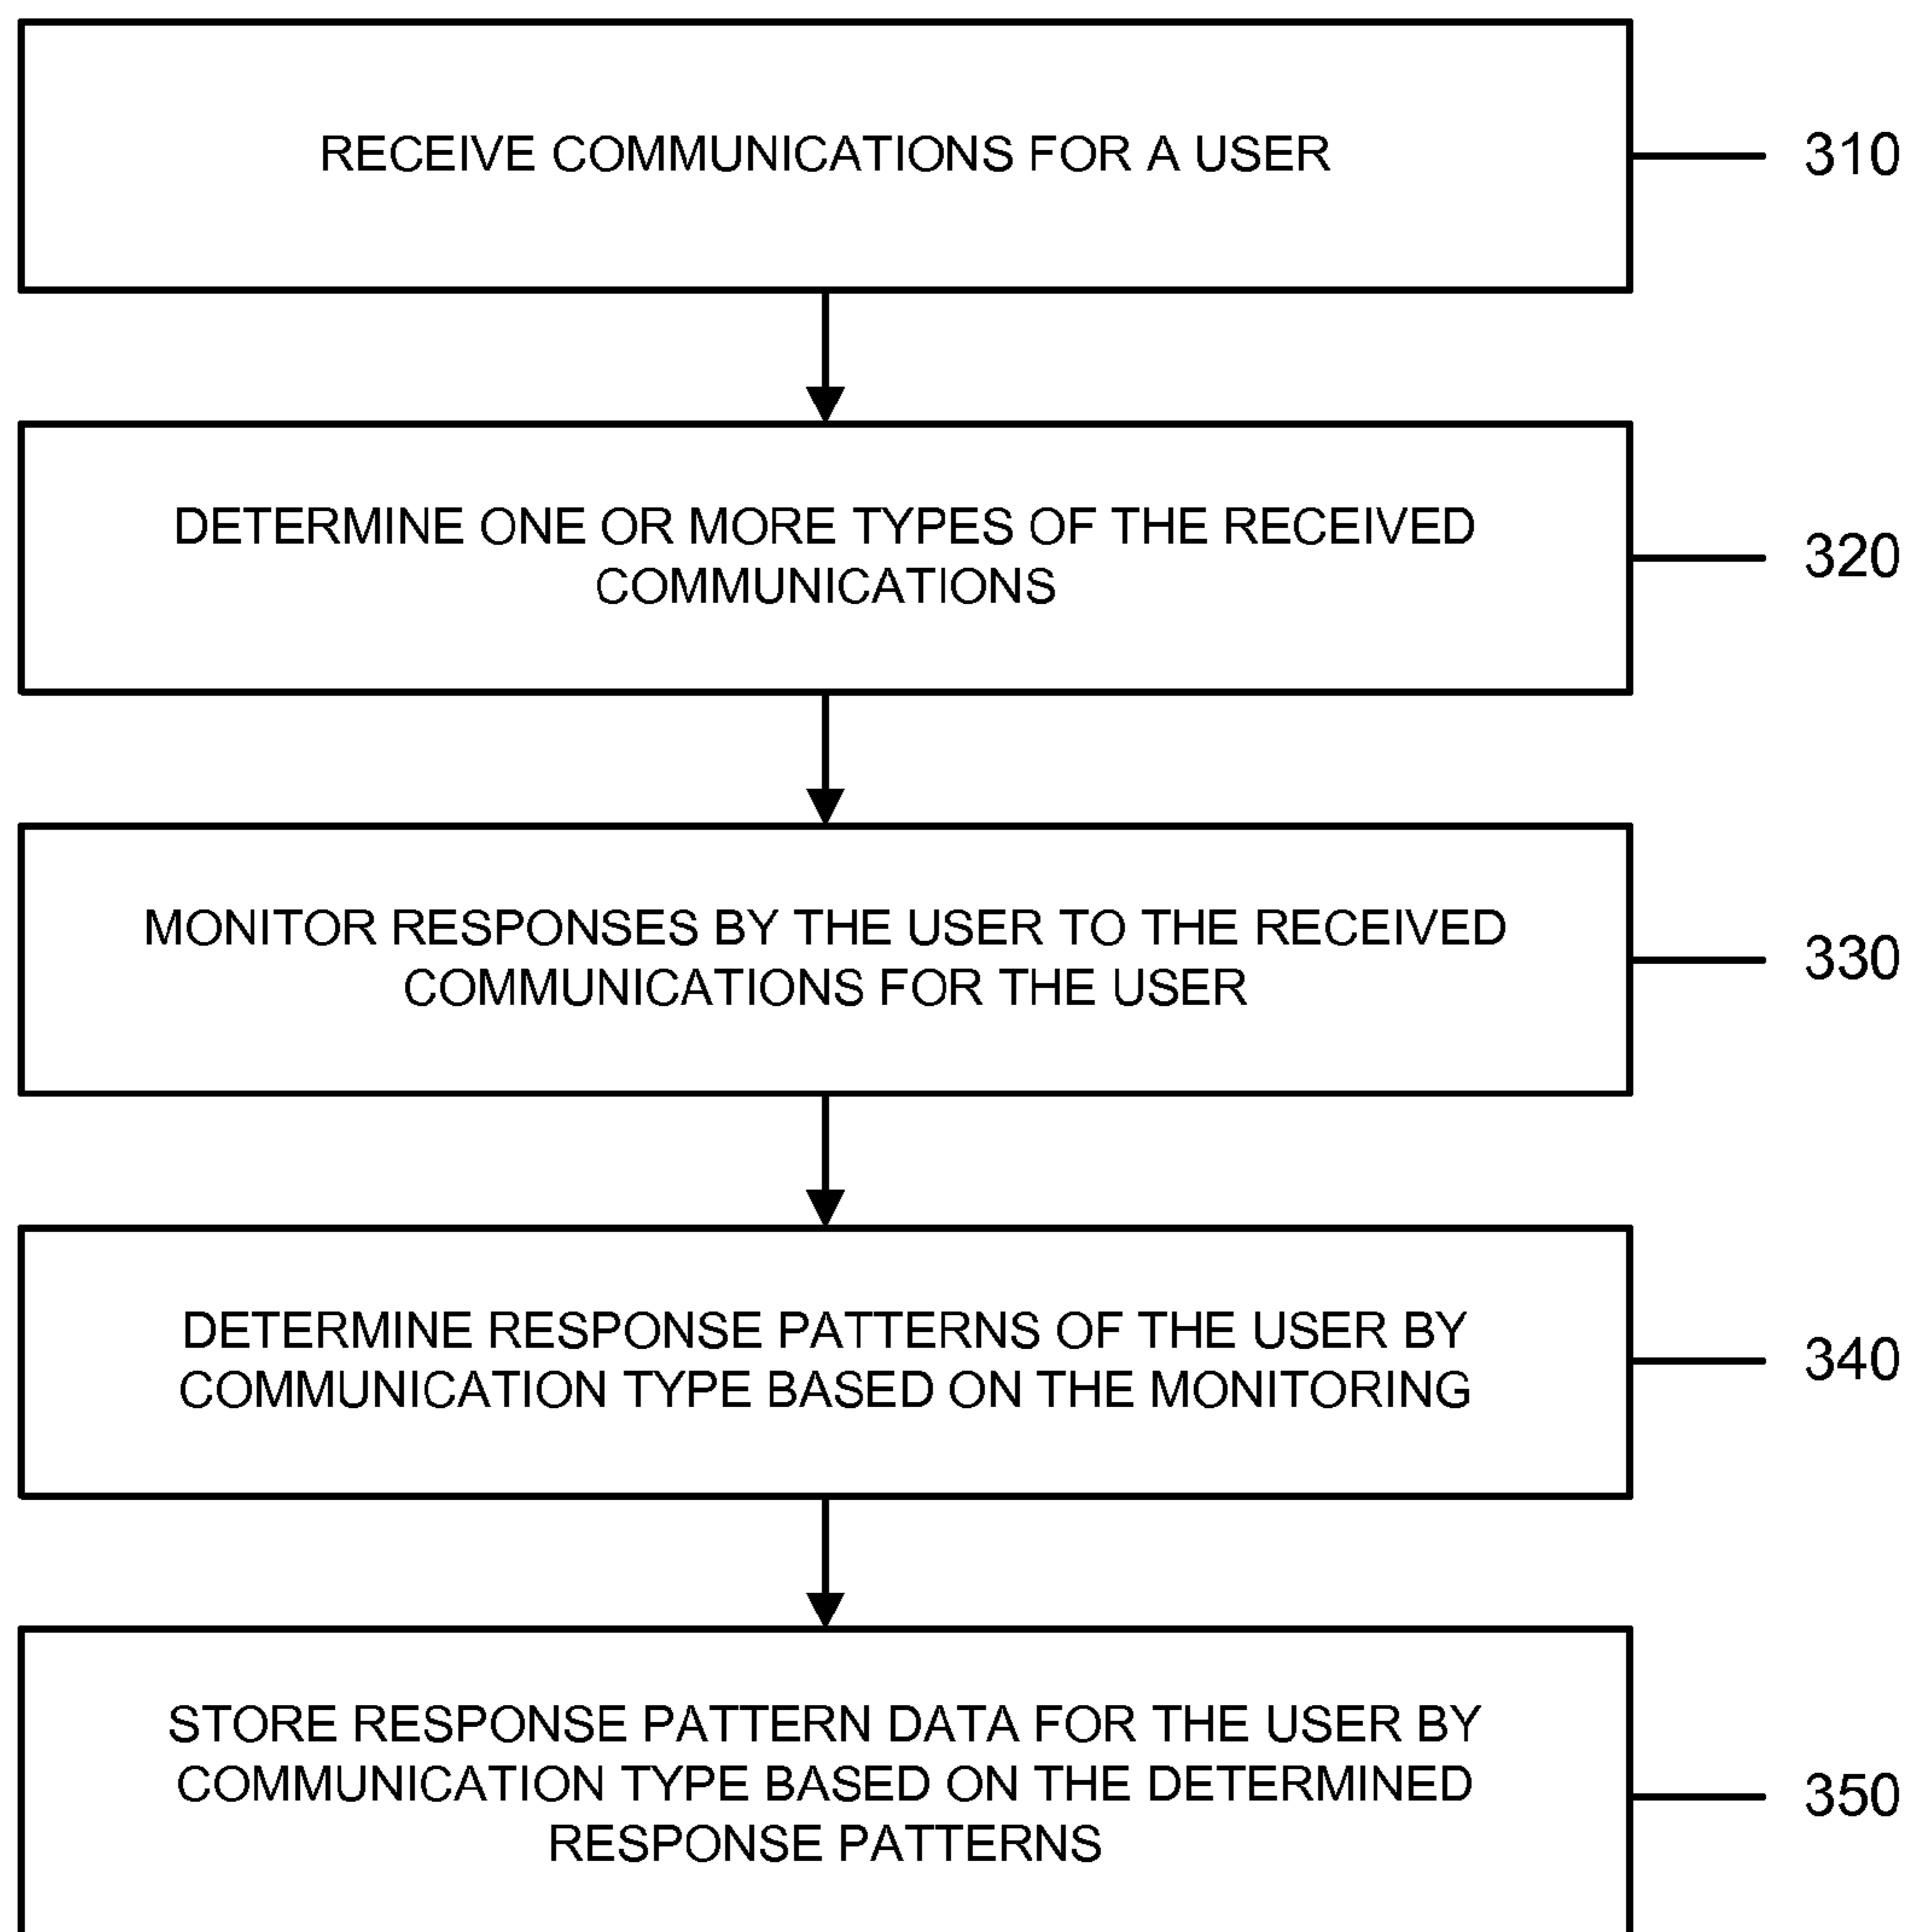 RECEIVE COMMUNICATIONS FOR A USER
310
DETERMINE ONE OR MORE TYPES OF THE RECEIVED
COMMUNICATIONS
320
MONITOR RESPONSES BY THE USER TO THE RECEIVED
COMMUNICATIONS FOR THE USER
330
DETERMINE RESPONSE PATTERNS OF THE USER BY
COMMUNICATION TYPE BASED ON THE MONITORING
340
STORE RESPONSE PATTERN DATA FOR THE USER BY
COMMUNICATION TYPE BASED ON THE DETERMINED
RESPONSE PATTERNS
350